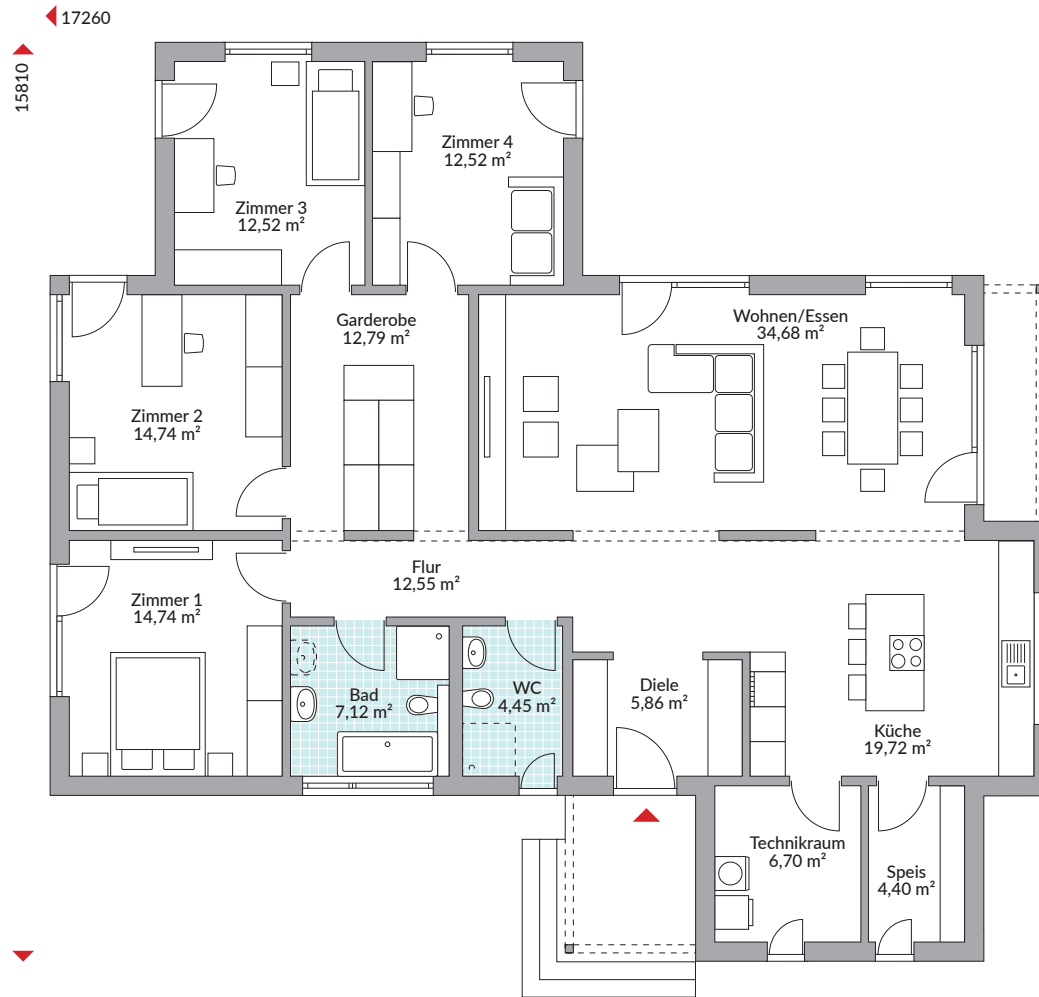 17260
15810
Zimmer 4
12,52 m²
Zimmer 3
12,52 m²
Garderobe
12,79 m²
Wohnen/Essen
34,68 m²
Zimmer 2
14,74 m²
Flur
12,55 m²
Zimmer 1
14,74 m²
Bad
7,12 m²
WC
4,45 m²
Diele
5,86 m²
Küche
19,72 m²
Technikraum
6,70 m²
Speis
4,40 m²